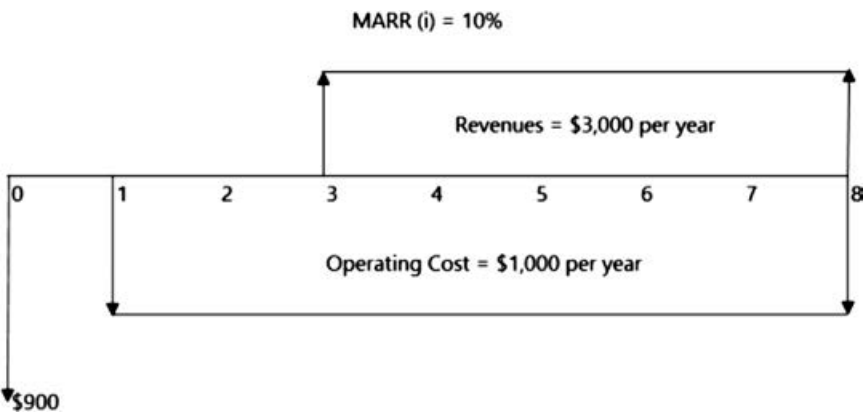 MARR (i) = 10%
Revenues = $3,000 per year
0 1 2 3 4 5 6 7 8
Operating Cost = $1,000 per year
$900